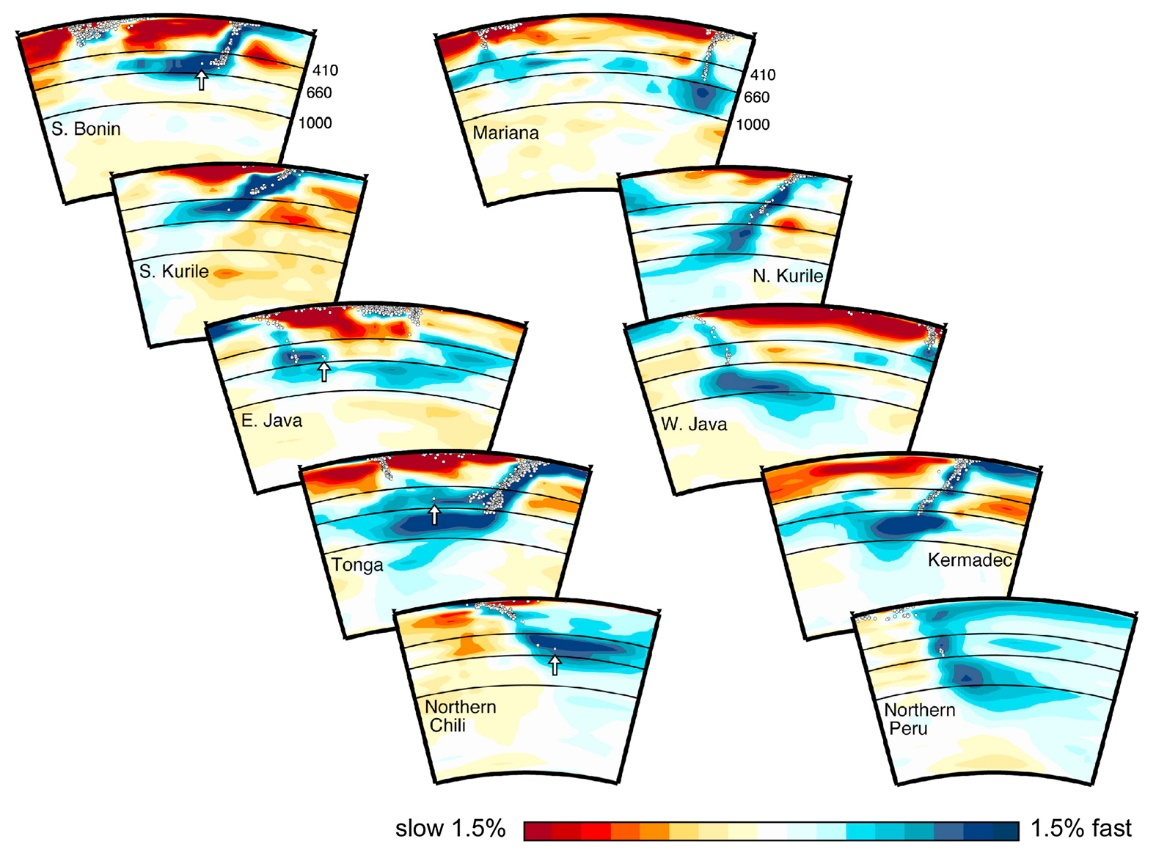 S. Bonin
410
660
1000
Mariana
410
660
1000
S. Kurile
N. Kurile
E. Java
W. Java
Tonga
Kermadec
Northern
Chili
Northern
Peru
slow 1.5%
1.5% fast